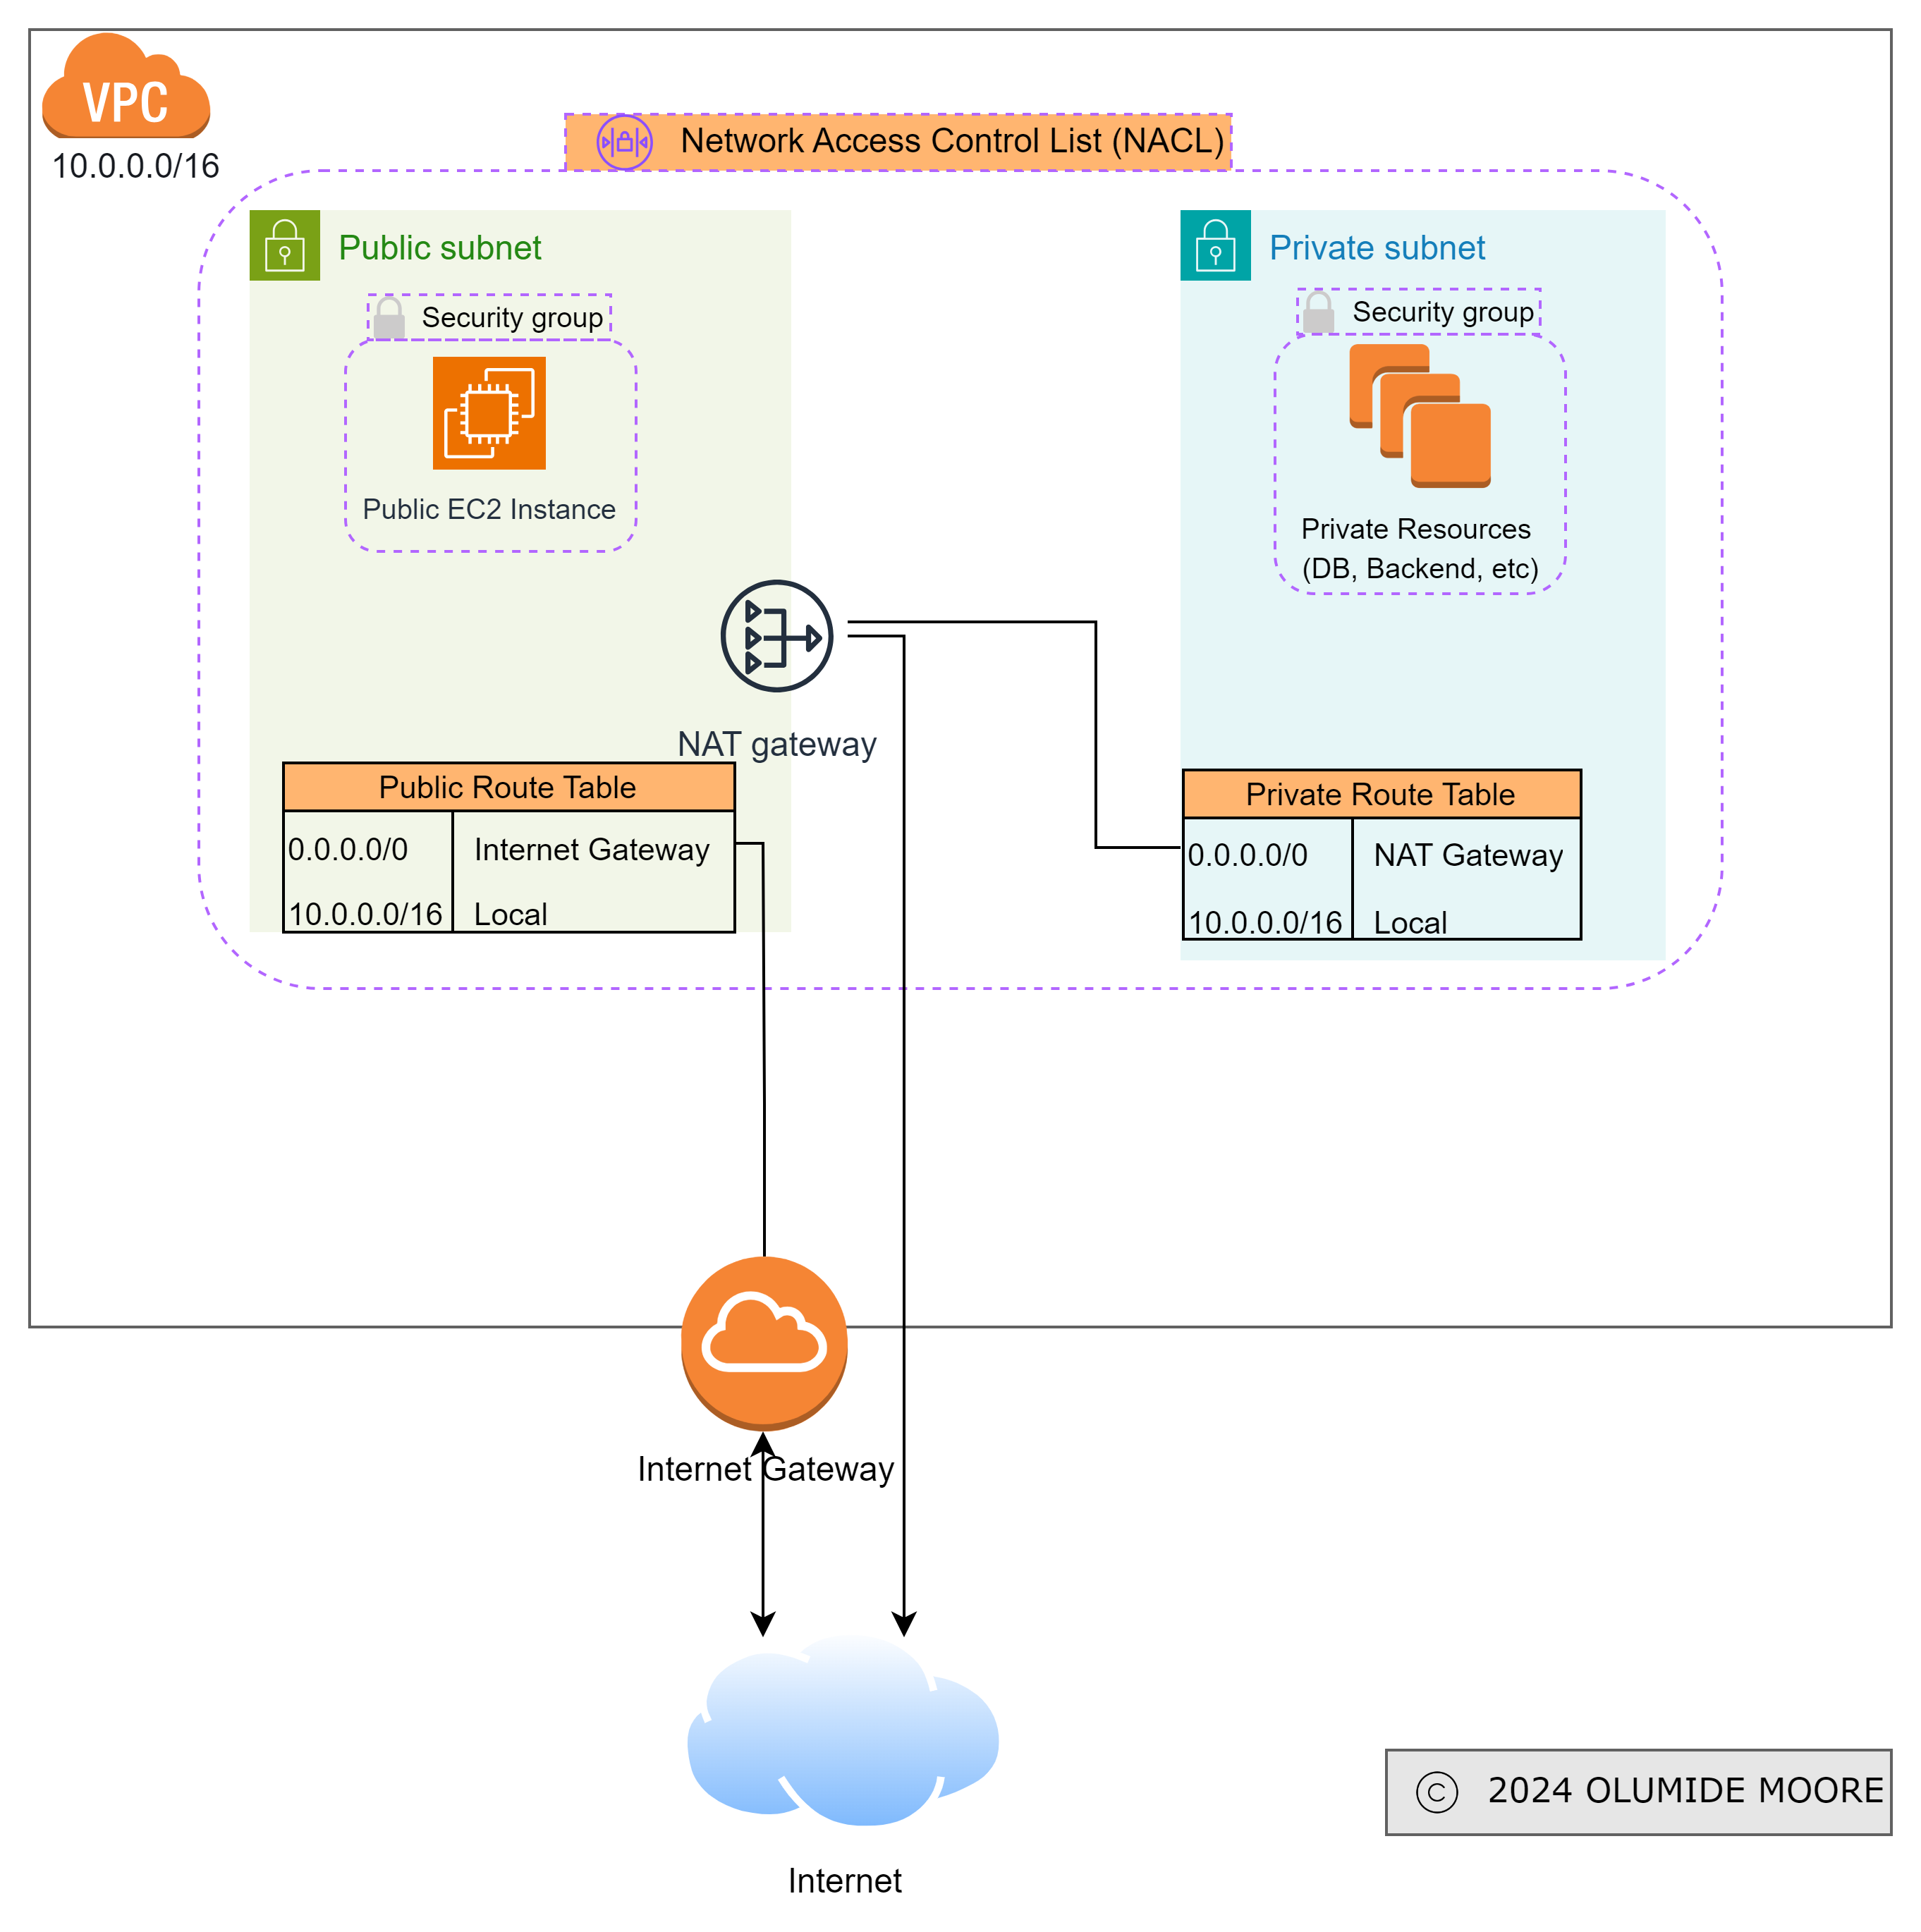 VPC
10.0.0.0/16
Network Access Control List (NACL)
Public subnet
Security group
Public EC2 Instance
NAT gateway
Public Route Table
0.0.0.0/0 Internet Gateway
10.0.0.0/16 Local
Private subnet
Security group
Private Resources
(DB, Backend, etc)
Private Route Table
0.0.0.0/0 NAT Gateway
10.0.0.0/16 Local
Internet Gateway
Internet
© 2024 OLUMIDE MOORE